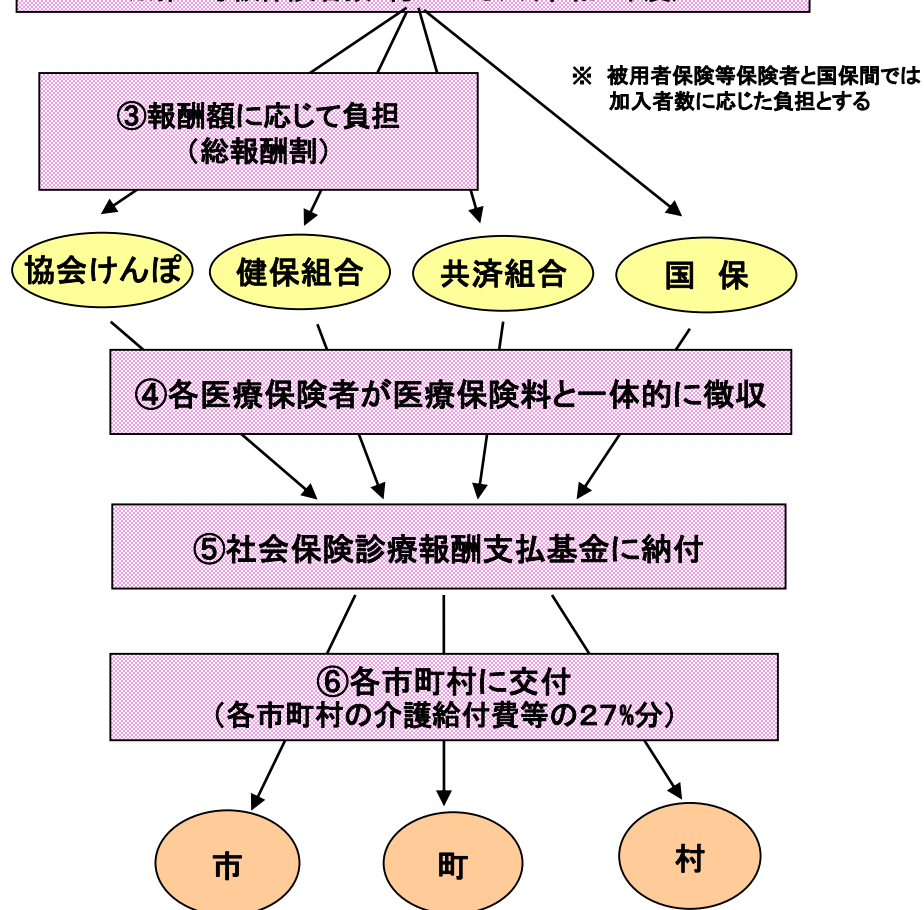 ③報酬額に応じて負担
（総報酬割）
※　被用者保険等保険者と国保間では
加入者数に応じた負担とする
協会けんぽ
健保組合
共済組合
国　保
④各医療保険者が医療保険料と一体的に徴収
⑤社会保険診療報酬支払基金に納付
⑥各市町村に交付
（各市町村の介護給付費等の27%分）
市
町
村